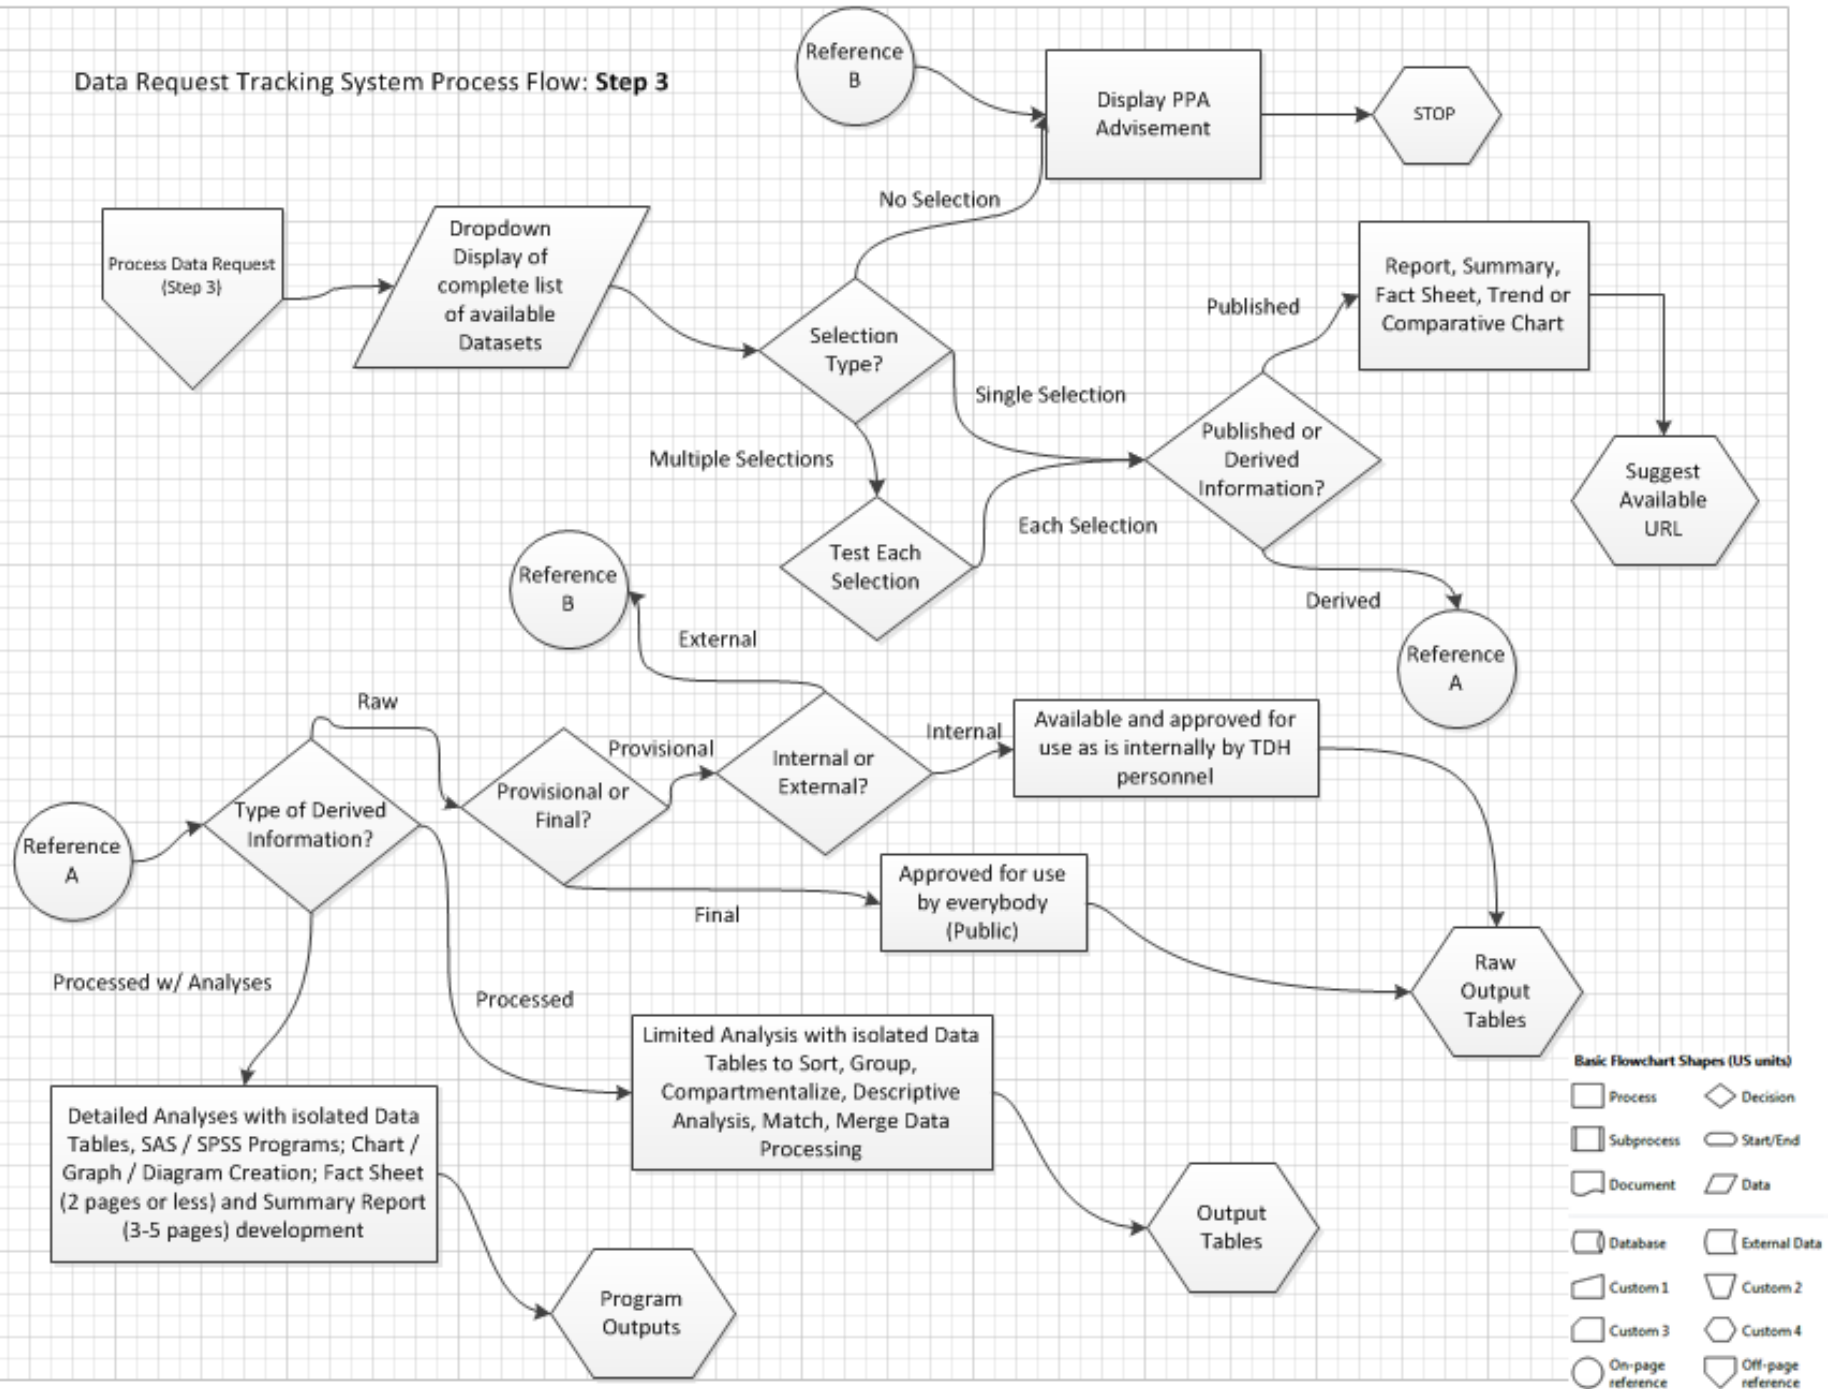 Data Request Tracking System Process Flow: Step 3
Reference
B
Display PPA
Advisement
STOP
No Selection
Process Data Request
(Step 3)
Dropdown
Display of
complete list
of available
Datasets
Selection
Type?
Published
Report, Summary,
Fact Sheet, Trend or
Comparative Chart
Single Selection
Multiple Selections
Published or
Derived
Information?
Suggest
Available
URL
Each Selection
Test Each
Selection
Derived
Reference
A
Reference
B
External
Raw
Provisional
Internal or
External?
Internal
Available and approved for
use as is internally by TDH
personnel
Provisional or
Final?
Type of Derived
Information?
Reference
A
Final
Approved for use
by everybody
(Public)
Raw
Output
Tables
Processed w/ Analyses
Processed
Limited Analysis with isolated Data
Tables to Sort, Group,
Compartmentalize, Descriptive
Analysis, Match, Merge Data
Processing
Detailed Analyses with isolated Data
Tables, SAS / SPSS Programs; Chart /
Graph / Diagram Creation; Fact Sheet
(2 pages or less) and Summary Report
(3-5 pages) development
Output
Tables
Program
Outputs
Basic Flowchart Shapes (US units)
Process
Decision
Subprocess
Start/End
Document
Data
Database
External Data
Custom 1
Custom 2
Custom 3
Custom 4
On-page
reference
Off-page
reference